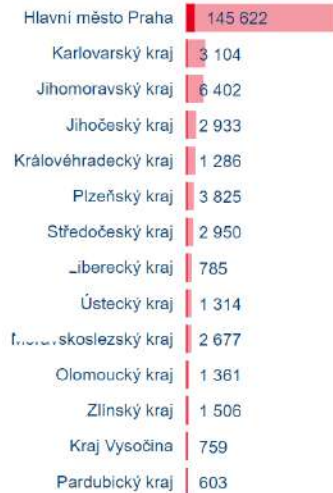 Hlavní město Praha 145 622
Karlovarský kraj 3 104
Jihomoravský kraj 6 402
Jihočeský kraj 2 933
Královéhradecký kraj 1 286
Plzeňský kraj 3 825
Středočeský kraj 2 950
kraj 785
Ústecký kraj 1 314
kraj 2 677
Olomoucký kraj 1 361
Zlínský kraj 1 506
Kraj Vysočina 759
Pardubický kraj 603